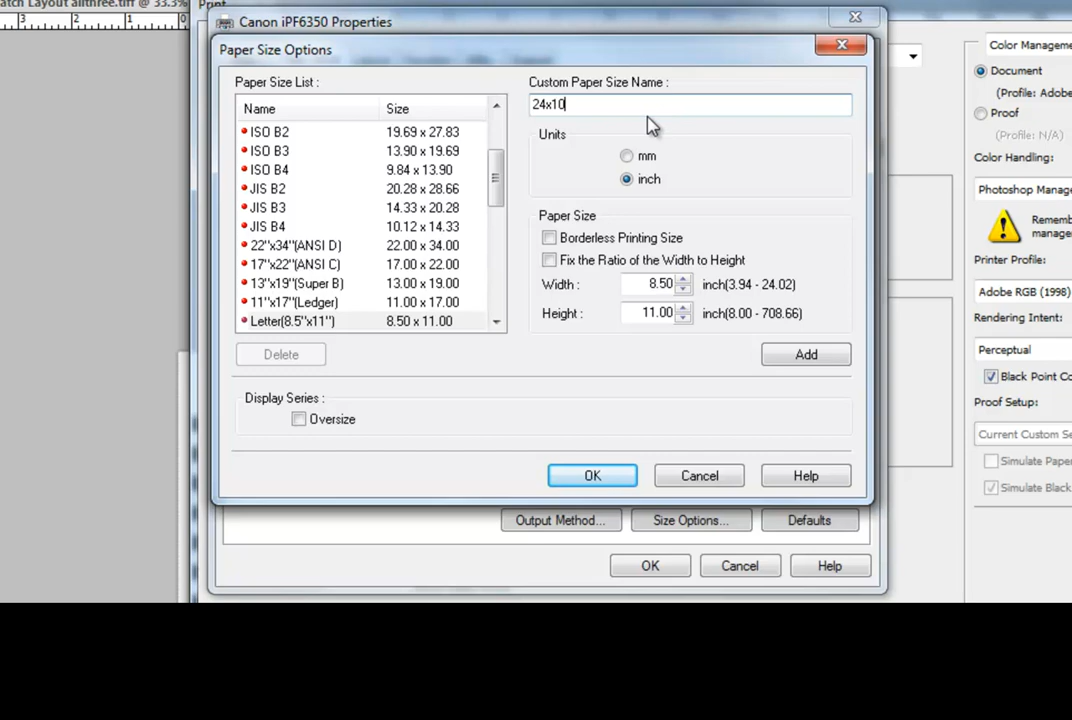 atch Layout allthree.tiff @ 33.3%
Print
3 2 1 0
Canon iPF6350 Properties
Paper Size Options
Paper Size List :
Name Size
ISO B2 19.69 x 27.83
ISO B3 13.90 x 19.69
ISO B4 9.84 x 13.90
JIS B2 20.28 x 28.66
JIS B3 14.33 x 20.28
JIS B4 10.12 x 14.33
22"x34"(ANSI D) 22.00 x 34.00
17"x22"(ANSI C) 17.00 x 22.00
13"x19"(Super B) 13.00 x 19.00
11"x17"(Ledger) 11.00 x 17.00
Letter(8.5"x11") 8.50 x 11.00
Delete
Custom Paper Size Name :
24x10
Units
mm
inch
Paper Size
Borderless Printing Size
Fix the Ratio of the Width to Height
Width : 8.50 inch(3.94 - 24.02)
Height : 11.00 inch(8.00 - 708.66)
Add
Display Series :
Oversize
OK Cancel Help
Output Method... Size Options... Defaults
OK Cancel Help
Color Manageme
Document
(Profile: Adobe
Proof
(Profile: N/A)
Color Handling:
Photoshop Manage
Rememb
manager
Printer Profile:
Adobe RGB (1998)
Rendering Intent:
Perceptual
Black Point Co
Proof Setup:
Current Custom Se
Simulate Paper
Simulate Black